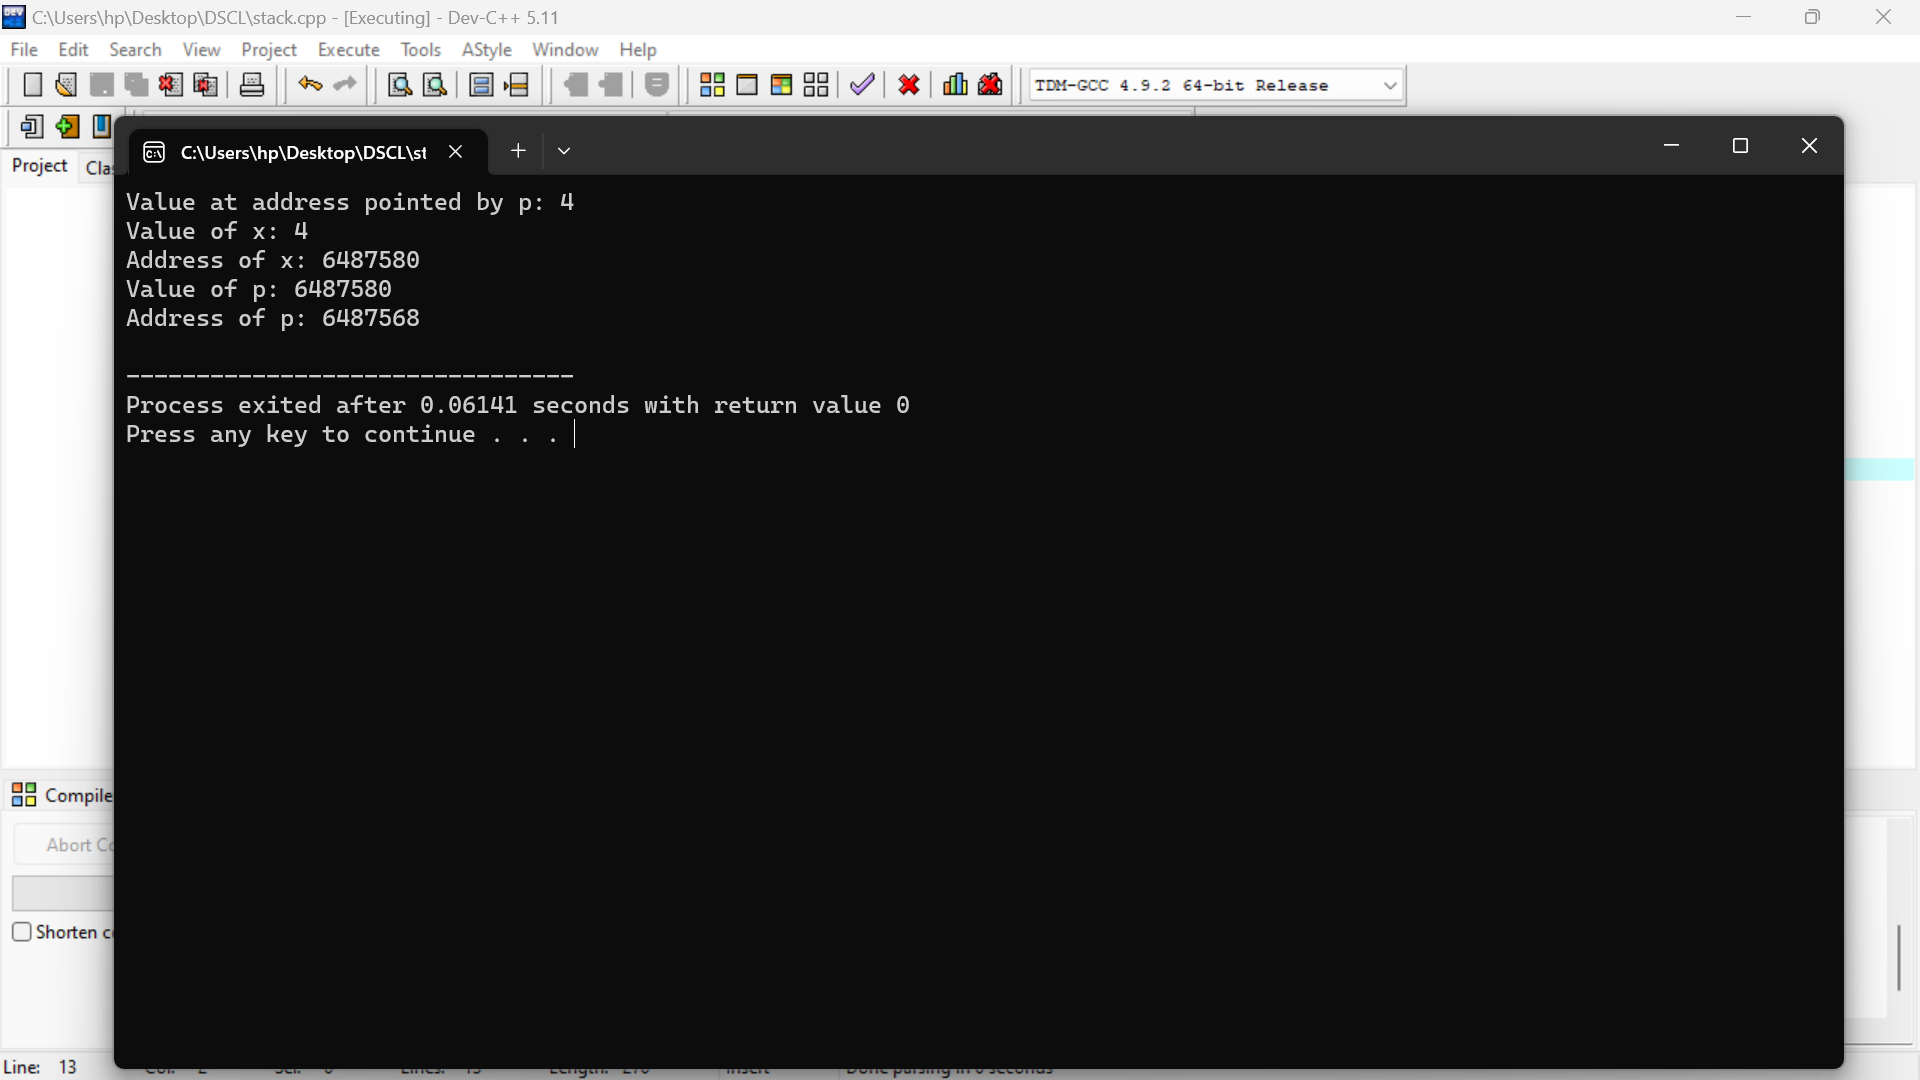 C:\Users\hp\Desktop\DSCL\stack.cpp - [Executing] - Dev-C++ 5.11
File Edit Search View Project Execute Tools AStyle Window Help
TDM-GCC 4.9.2 64-bit Release
C:\Users\hp\Desktop\DSCL\st
Project
Value at address pointed by p: 4
Value of x: 4
Address of x: 6487580
Value of p: 6487580
Address of p: 6487568
--------------------------------
Process exited after 0.06141 seconds with return value 0
Press any key to continue . . .
Compile
Abort
Shorten
Line: 13